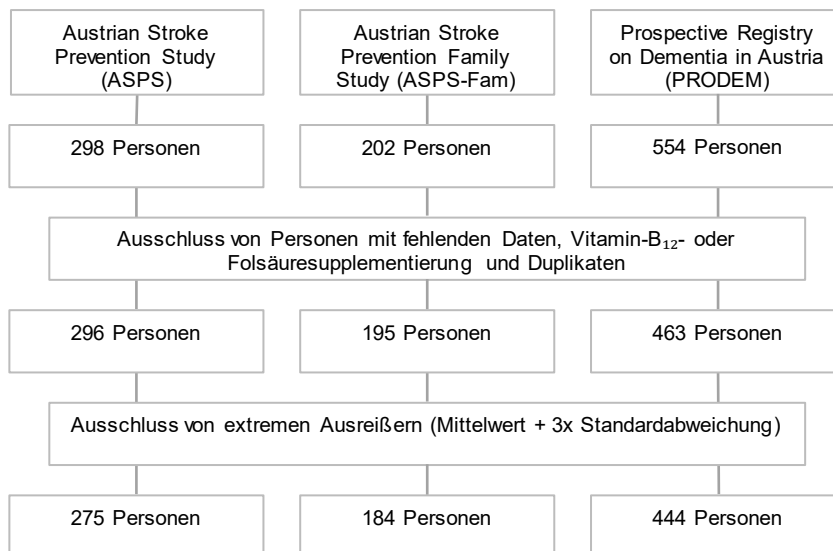 Austrian Stroke
Prevention Study
(ASPS)
Austrian Stroke
Prevention Family
Study (ASPS-Fam)
Prospective Registry
on Dementia in Austria
(PRODEM)
298 Personen
202 Personen
554 Personen
Ausschluss von Personen mit fehlenden Daten, Vitamin-B₁₂- oder
Folsäuresupplementierung und Duplikaten
296 Personen
195 Personen
463 Personen
Ausschluss von extremen Ausreißern (Mittelwert + 3x Standardabweichung)
275 Personen
184 Personen
444 Personen